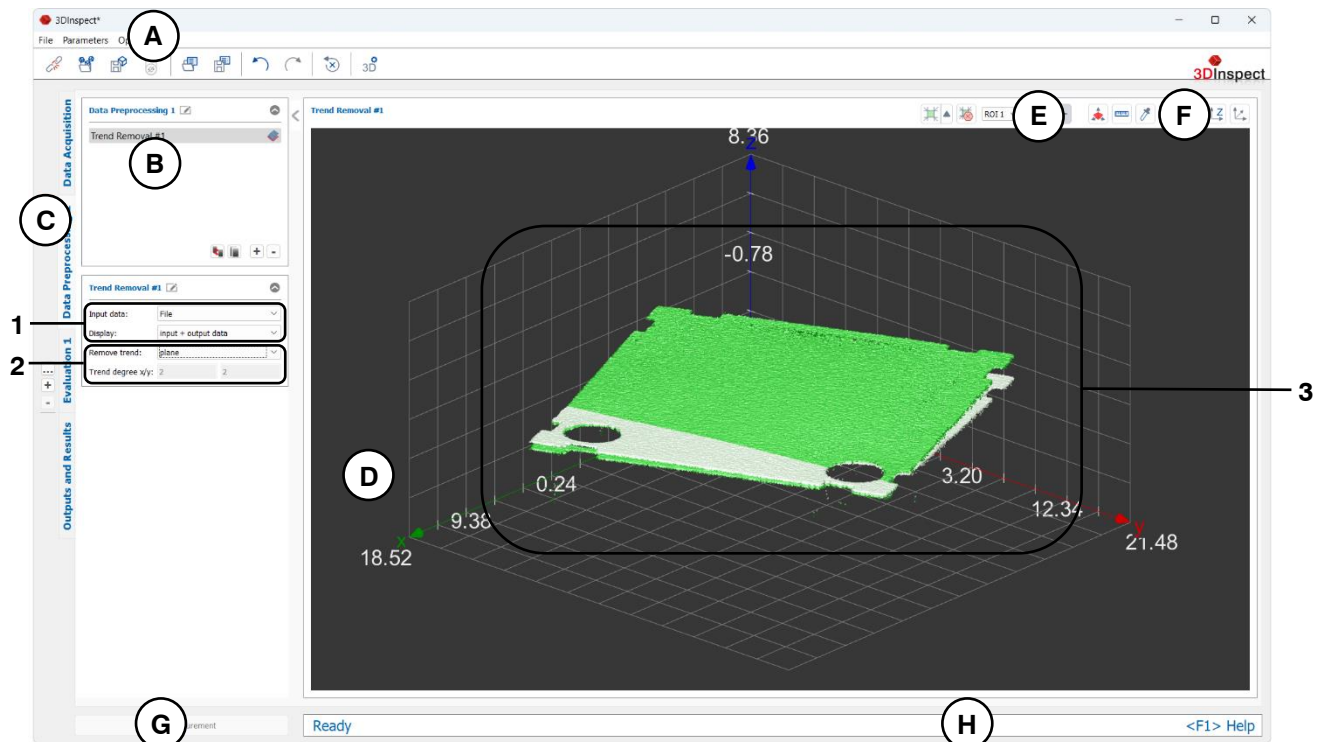 3DInspect*
File Parameters
A
3D
3DInspect
Data Acquisition
Data Preprocessing 1
Trend Removal #1
B
C
Evaluation 1
Outputs and Results
...
+
-
+ -
Trend Removal #1
Input data: File
Display: input + output data
Remove trend: plane
Trend degree x/y: 2 2
1
2
Trend Removal #1
ROI 1
E
F
Z
8.36
z
-0.78
3
D
0.24
9.38
x
18.52
3.20
12.34
y
21.48
G
Ready
H
<F1> Help